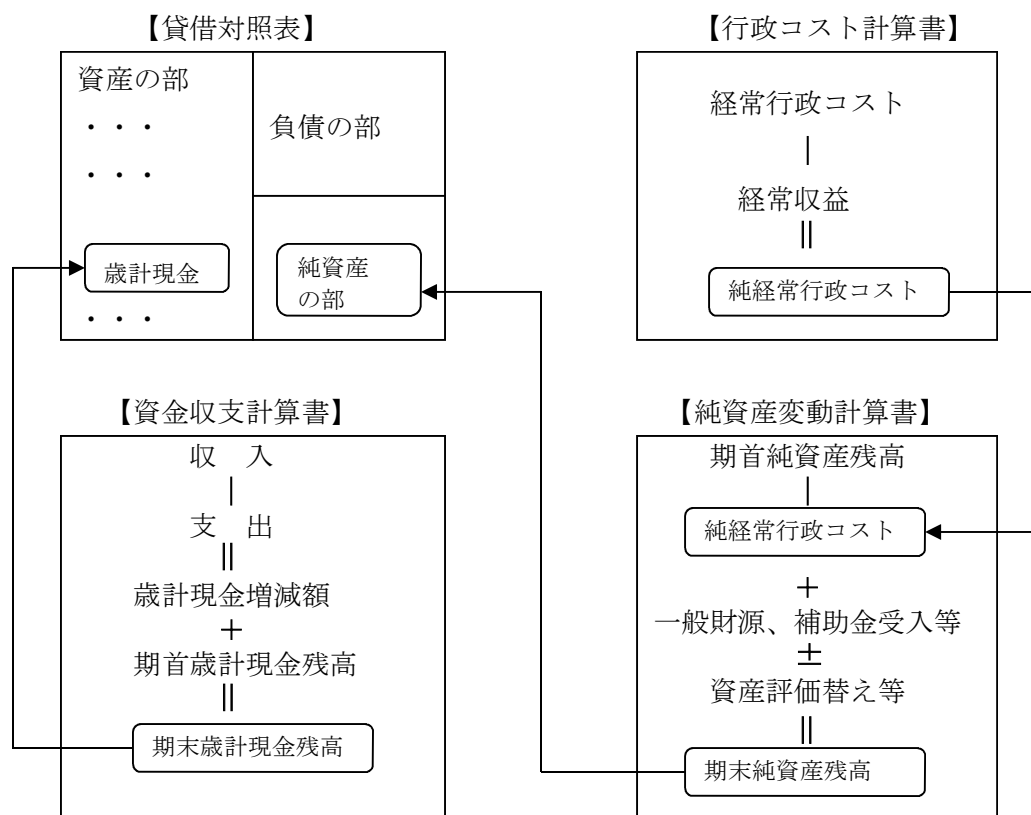 【貸借対照表】
資産の部
・・・
・・・
歳計現金
・・・
負債の部
純資産
の部
【行政コスト計算書】
経常行政コスト
|
経常収益
||
純経常行政コスト
【資金収支計算書】
収 入
|
支 出
||
歳計現金増減額
+
期首歳計現金残高
||
期末歳計現金残高
【純資産変動計算書】
期首純資産残高
|
純経常行政コスト
+
一般財源、補助金受入等
±
資産評価替え等
||
期末純資産残高